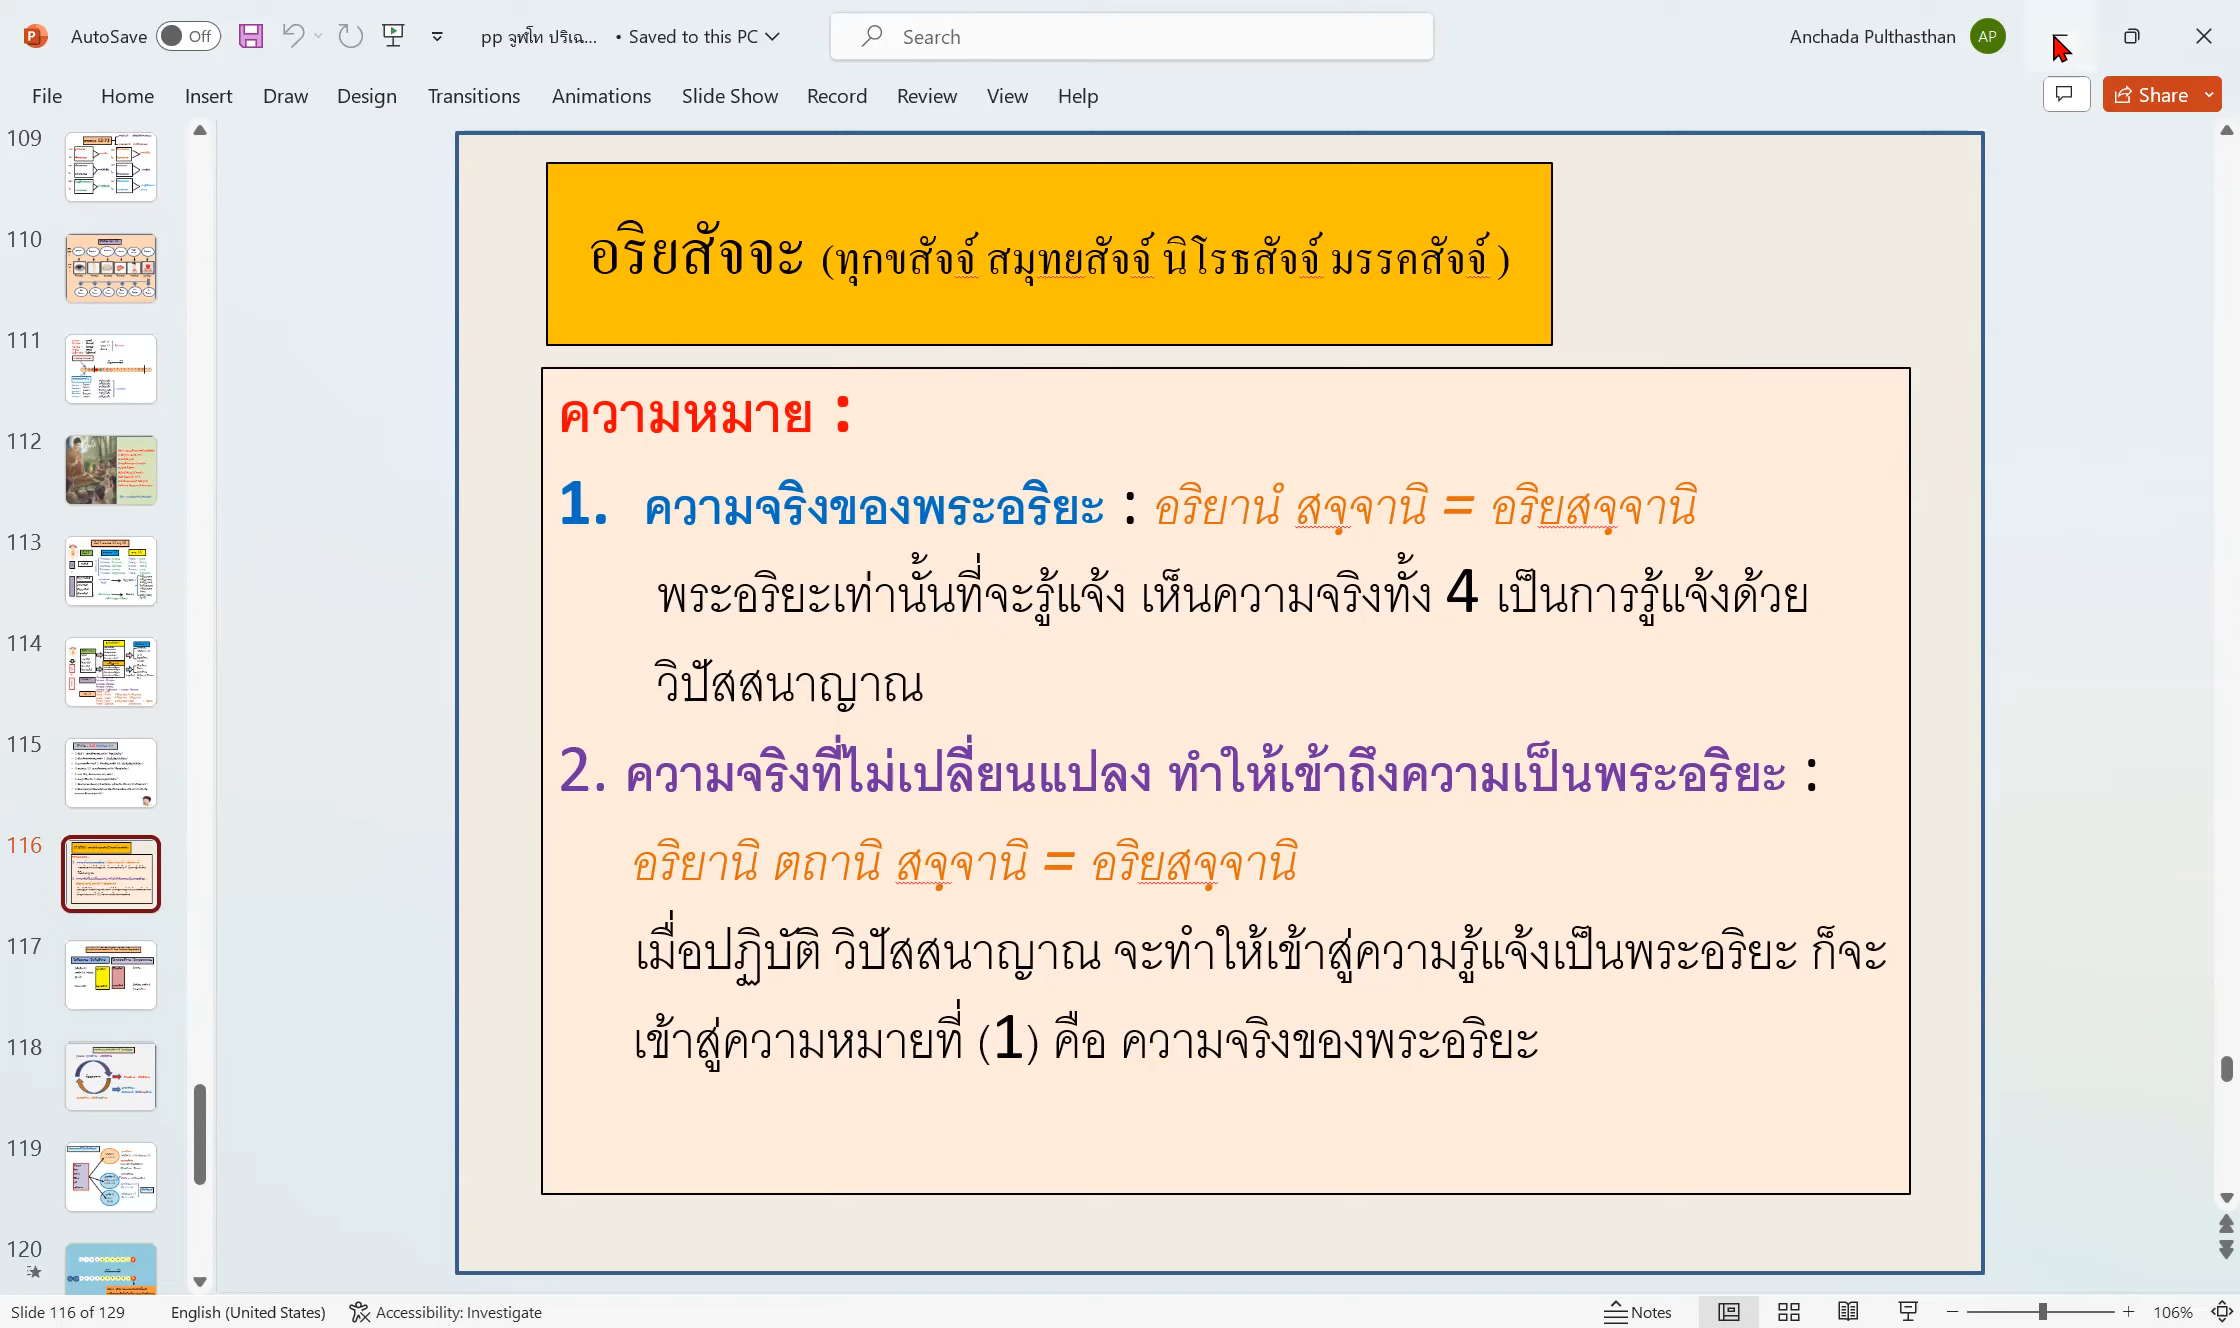 AutoSave Off pp จูฬโท ปริเฉ... • Saved to this PC Search Anchada Pulthasthan AP
File Home Insert Draw Design Transitions Animations Slide Show Record Review View Help Share
109
110
111
112
113
114
115
116
117
118
119
120
อริยสัจจะ (ทุกขสัจจ์ สมุทยสัจจ์ นิโรธสัจจ์ มรรคสัจจ์ )
ความหมาย :
1. ความจริงของพระอริยะ : อริยานํ สจฺจานิ = อริยสจฺจานิ
พระอริยะเท่านั้นที่จะรู้แจ้ง เห็นความจริงทั้ง 4 เป็นการรู้แจ้งด้วย
วิปัสสนาญาณ
2. ความจริงที่ไม่เปลี่ยนแปลง ทำให้เข้าถึงความเป็นพระอริยะ :
อริยานิ ตถานิ สจฺจานิ = อริยสจฺจานิ
เมื่อปฏิบัติ วิปัสสนาญาณ จะทำให้เข้าสู่ความรู้แจ้งเป็นพระอริยะ ก็จะ
เข้าสู่ความหมายที่ (1) คือ ความจริงของพระอริยะ
Slide 116 of 129 English (United States) Accessibility: Investigate Notes 106%